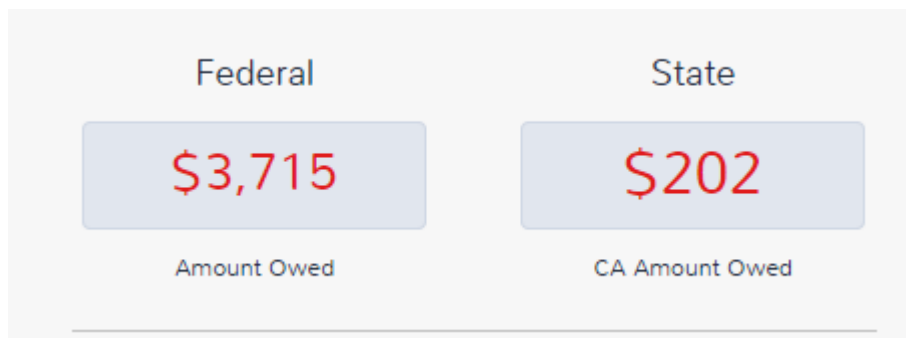 Federal
State
$3,715
$202
Amount Owed
CA Amount Owed